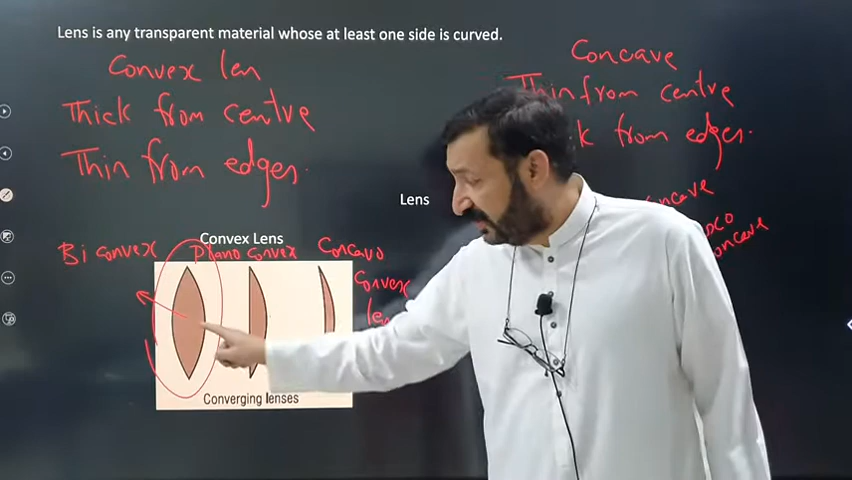 Lens is any transparent material whose at least one side is curved.
Convex len
Thick from centre
Thin from edges.
Concave
Thin from centre
k from edges.
Lens
Convex Lens
Bi convex
Plano convex
Concavo
Convex
len
Converging lenses